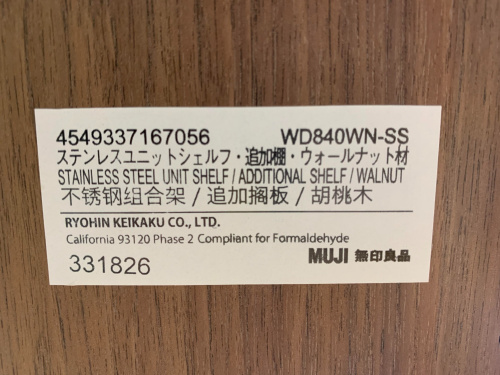 4549337167056 WD840WN-SS
ステンレスユニットシェルフ・追加棚・ウォールナット材
STAINLESS STEEL UNIT SHELF / ADDITIONAL SHELF / WALNUT
不锈钢组合架 / 追加搁板 / 胡桃木
RYOHIN KEIKAKU CO., LTD.
California 93120 Phase 2 Compliant for Formaldehyde
331826 MUJI 無印良品